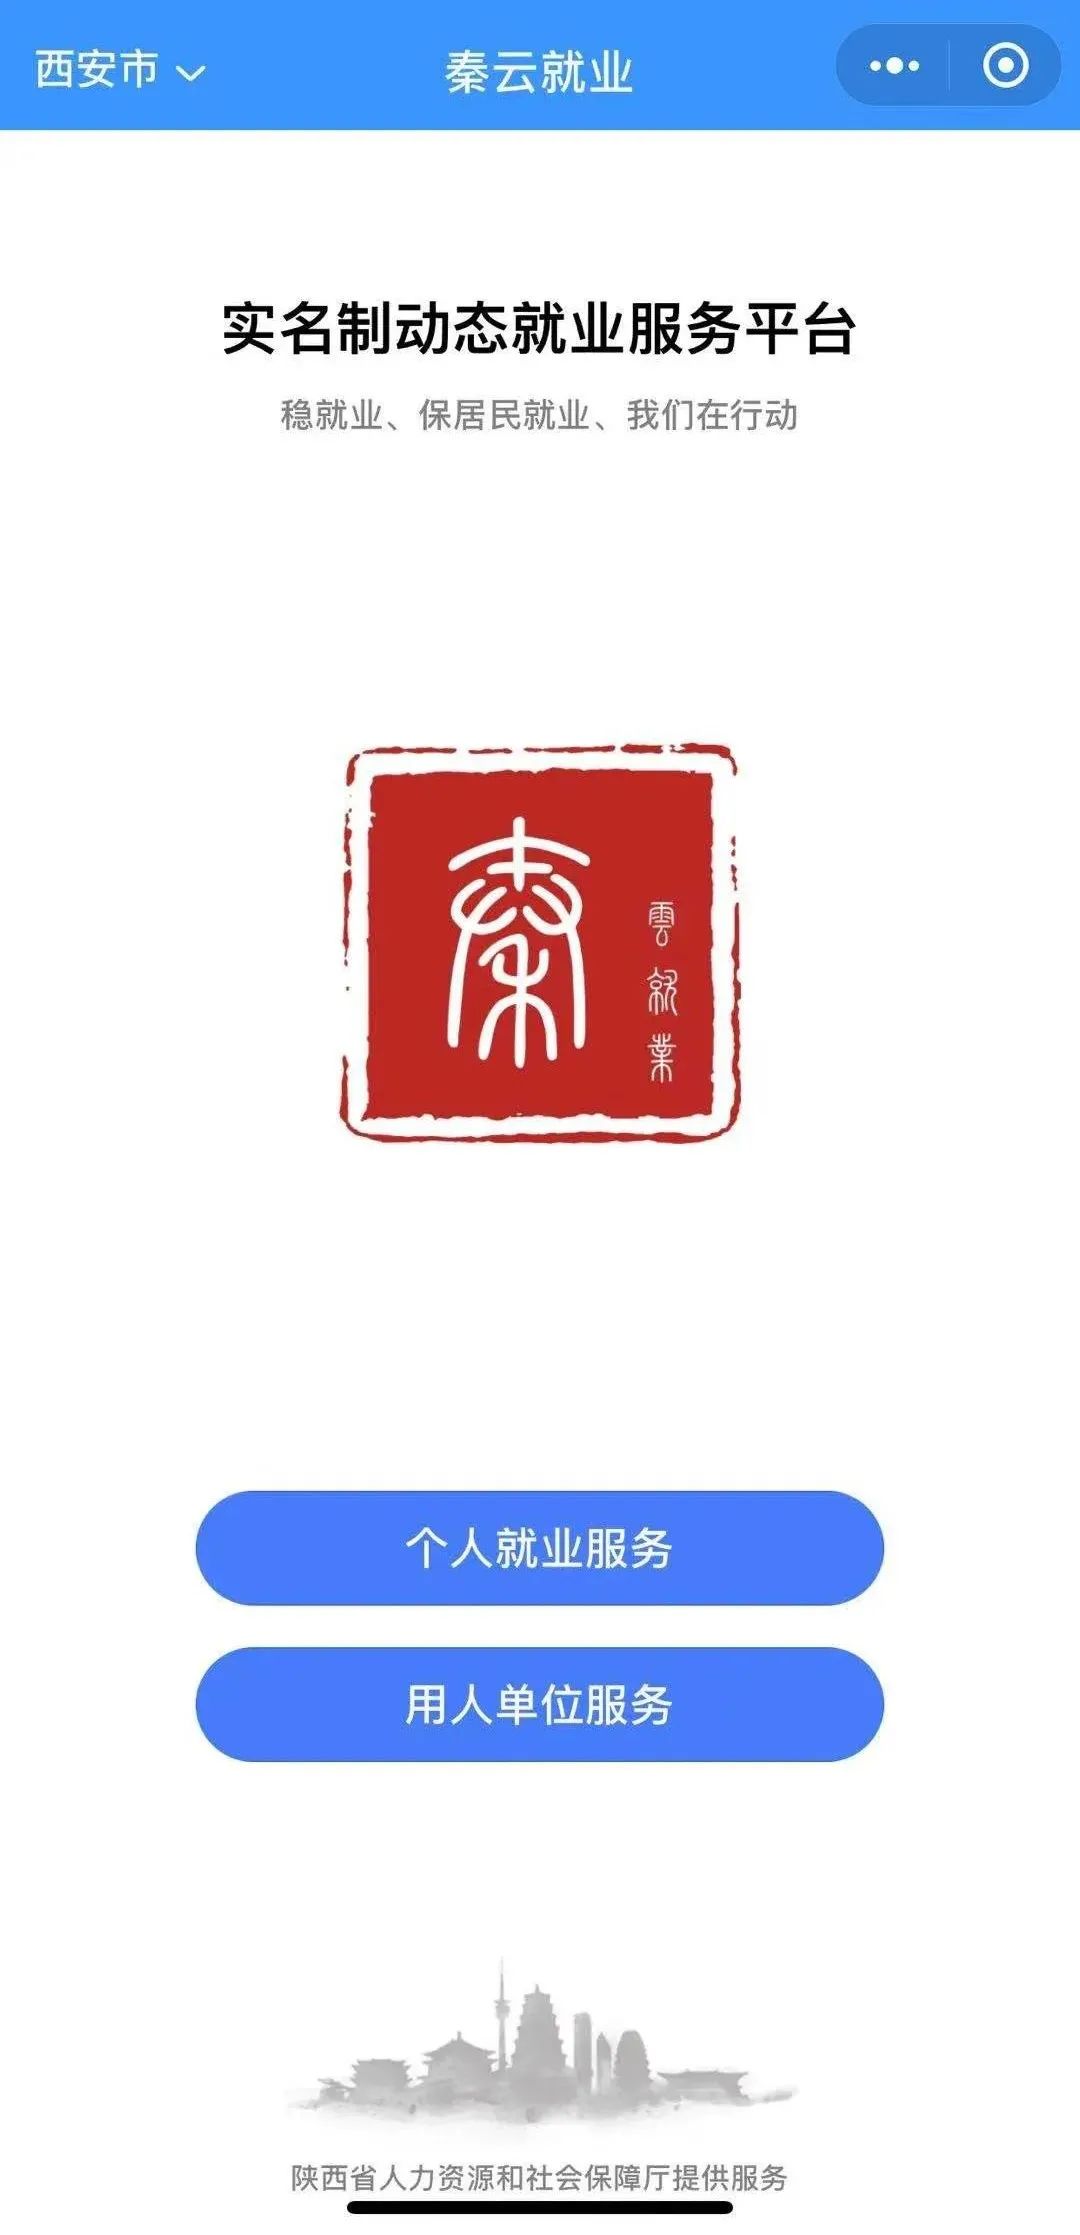 西安市
秦云就业
实名制动态就业服务平台
稳就业、保居民就业、我们在行动
秦
雲就業
个人就业服务
用人单位服务
陕西省人力资源和社会保障厅提供服务